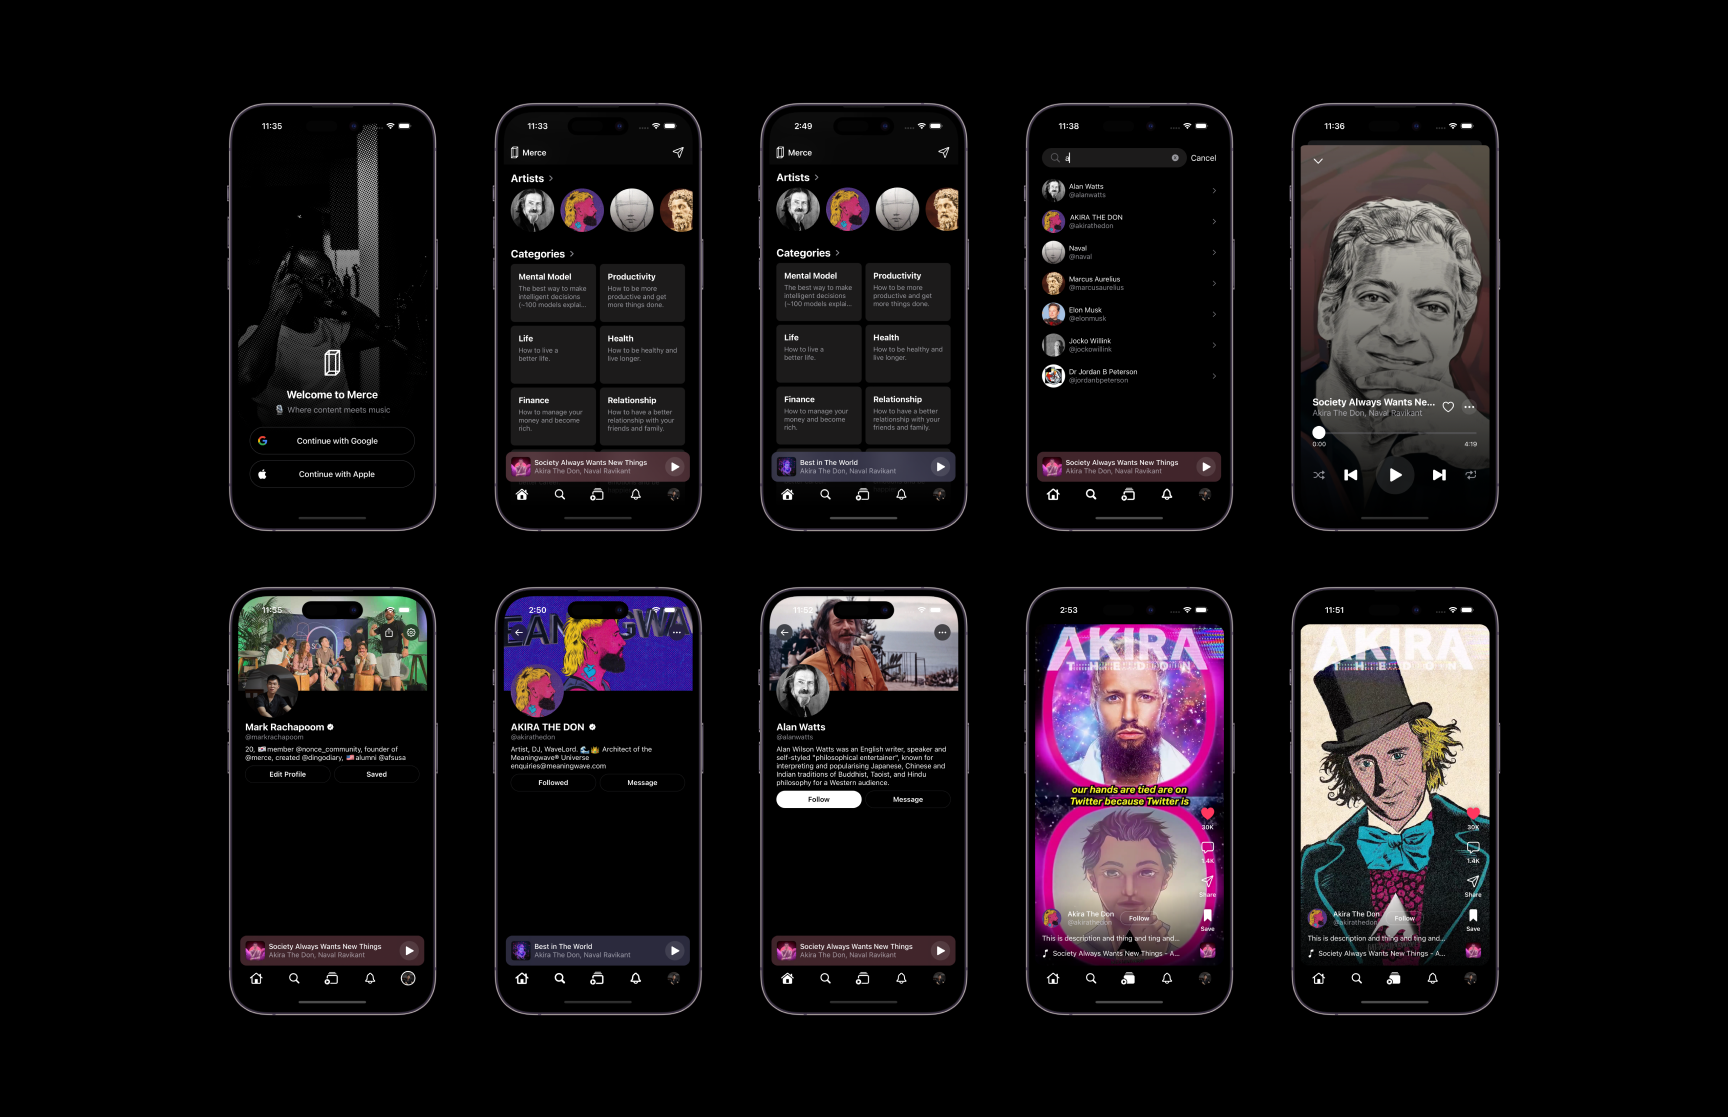 11:35
Welcome to Merce
Where content meets music
Continue with Google
Continue with Apple
11:33
Merce
Artists
Categories
Mental Model
The best way to make
intelligent decisions
(~100 models explai...
Productivity
How to be more
productive and get
more things done.
Life
How to live a
better life.
Health
How to be healthy and
live longer.
Finance
How to manage your
money and become
rich.
Relationship
How to have a better
relationship with your
friends and family.
Society Always Wants New Things
Akira The Don, Naval Ravikant
2:49
Merce
Artists
Categories
Mental Model
The best way to make
intelligent decisions
(~100 models explai...
Productivity
How to be more
productive and get
more things done.
Life
How to live a
better life.
Health
How to be healthy and
live longer.
Finance
How to manage your
money and become
rich.
Relationship
How to have a better
relationship with your
friends and family.
Best in The World
Akira The Don, Naval Ravikant
11:38
a
Cancel
Alan Watts
@alanwatts
AKIRA THE DON
@akirathedon
Naval
@naval
Marcus Aurelius
@marcusaurelius
Elon Musk
@elonmusk
Jocko Willink
@jockowillink
Dr Jordan B Peterson
@jordanbpeterson
Society Always Wants New Things
Akira The Don, Naval Ravikant
11:36
Society Always Wants Ne...
Akira The Don, Naval Ravikant
0:00
4:19
11:55
Mark Rachapoom
@markrachapoom
20, 🇯🇵member @nonce_community, founder of
@merce, created @dingodiary, 🇺🇸alumni @afsusa
Edit Profile
Saved
Society Always Wants New Things
Akira The Don, Naval Ravikant
2:50
EANINGWA
AKIRA THE DON
@akirathedon
Artist, DJ, WaveLord. 🌊👑 Architect of the
Meaningwave® Universe
enquiries@meaningwave.com
Followed
Message
Best in The World
Akira The Don, Naval Ravikant
11:52
Alan Watts
@alanwatts
Alan Wilson Watts was an English writer, speaker and
self-styled "philosophical entertainer", known for
interpreting and popularising Japanese, Chinese and
Indian traditions of Buddhist, Taoist, and Hindu
philosophy for a Western audience.
Follow
Message
Society Always Wants New Things
Akira The Don, Naval Ravikant
2:53
AKIRA
THE DON
our hands are tied are on
Twitter because Twitter is
30K
1.4K
Share
Akira The Don
@akirathedon
Follow
Save
This is description and thing and ting and...
Society Always Wants New Things - A...
11:51
AKIRA
THE DON
30K
1.4K
Share
Akira The Don
@akirathedon
Follow
Save
This is description and thing and ting and...
Society Always Wants New Things - A...